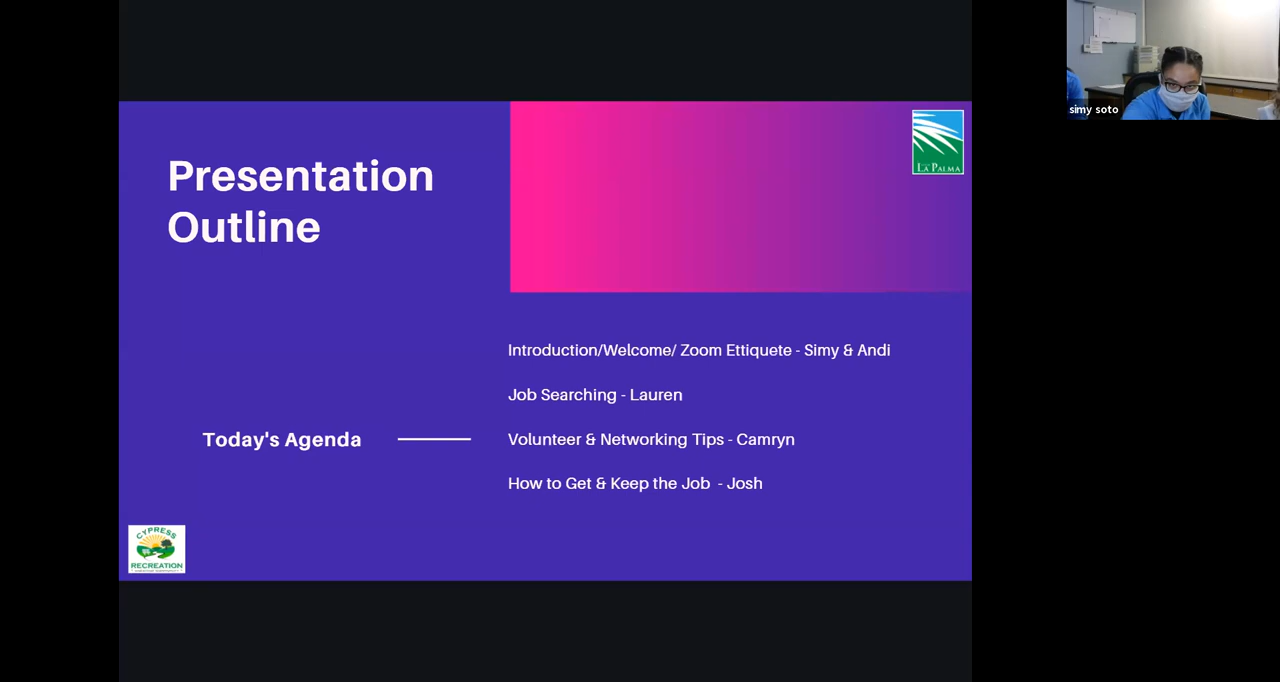 Presentation
Outline
LA PALMA
simy soto
Introduction/Welcome/ Zoom Ettiquete - Simy & Andi
Job Searching - Lauren
Today's Agenda
Volunteer & Networking Tips - Camryn
How to Get & Keep the Job - Josh
CYPRESS
RECREATION